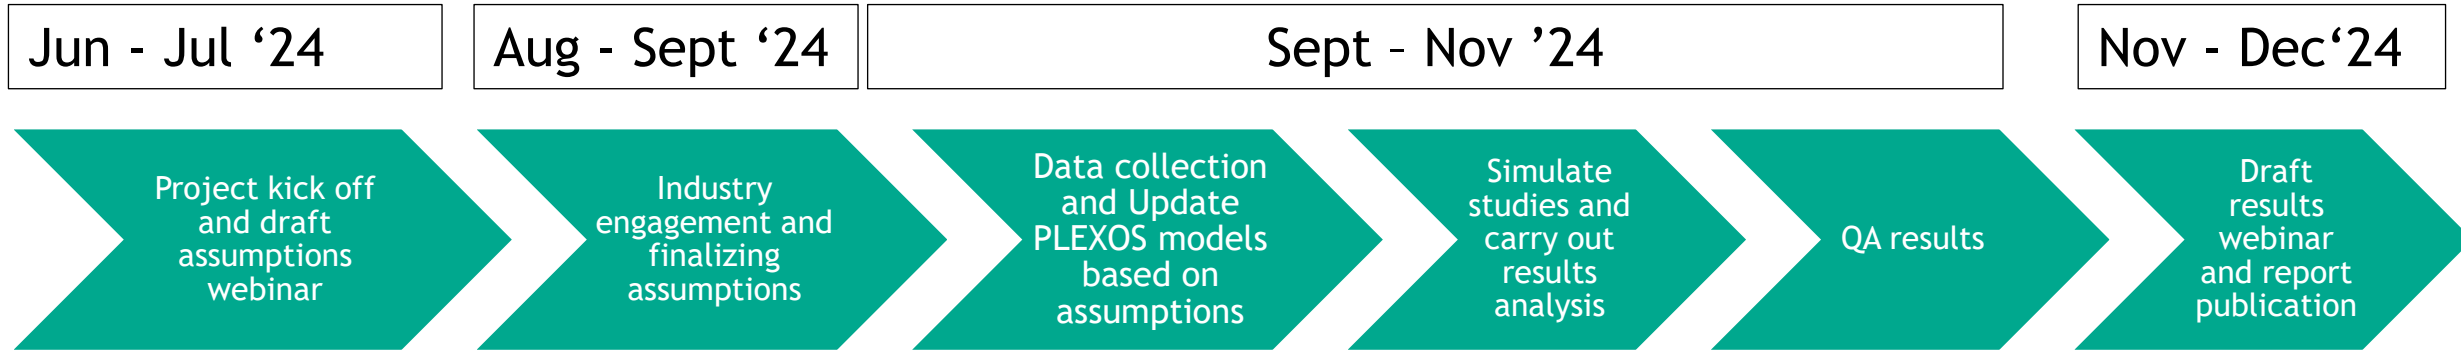 Jun - Jul ‘24
Aug - Sept ‘24
Sept – Nov ’24
Nov - Dec‘24
Project kick off
and draft
assumptions
webinar
Industry
engagement and
finalizing
assumptions
Data collection
and Update
PLEXOS models
based on
assumptions
Simulate
studies and
carry out
results
analysis
QA results
Draft
results
webinar
and report
publication